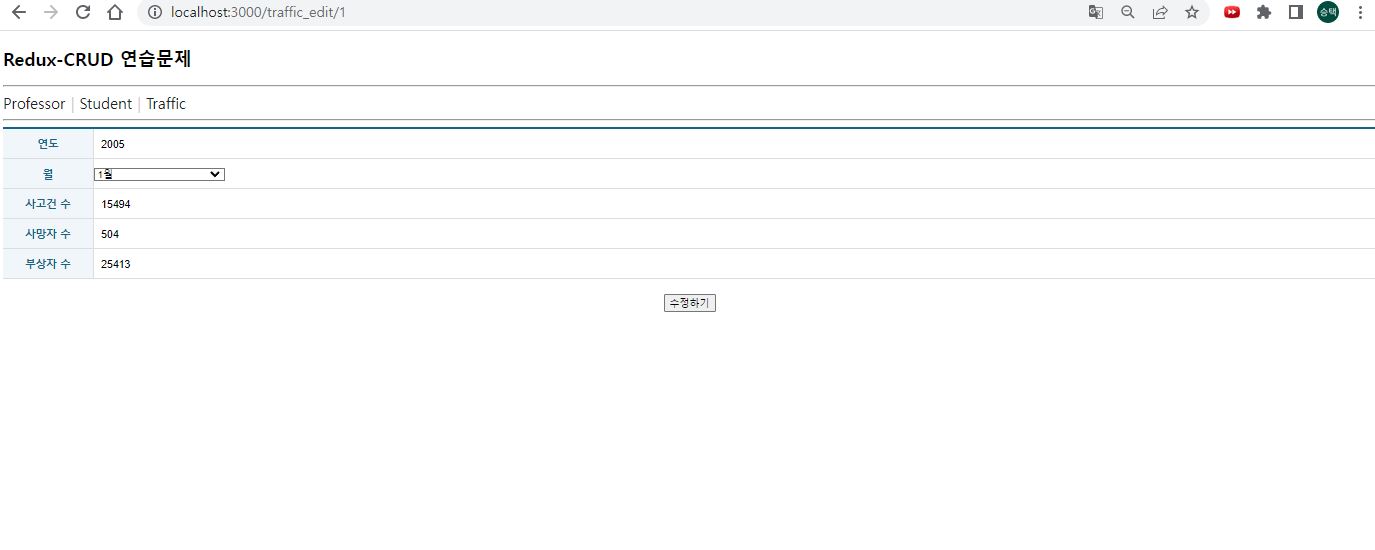 localhost:3000/traffic_edit/1
승택
Redux-CRUD 연습문제
Professor | Student | Traffic
연도 2005
월 1월
사고건 수 15494
사망자 수 504
부상자 수 25413
수정하기